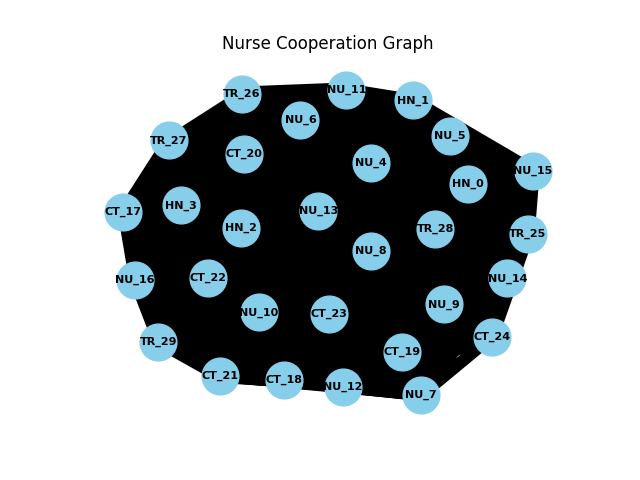 Nurse Cooperation Graph
TR_26
NU_11
HN_1
NU_6
NU_5
TR_27
CT_20
NU_4
NU_15
HN_0
HN_3
CT_17
NU_13
HN_2
TR_28
TR_25
NU_8
CT_22
NU_16
NU_14
NU_9
NU_10
CT_23
CT_24
TR_29
CT_19
CT_21
CT_18
NU_12
NU_7